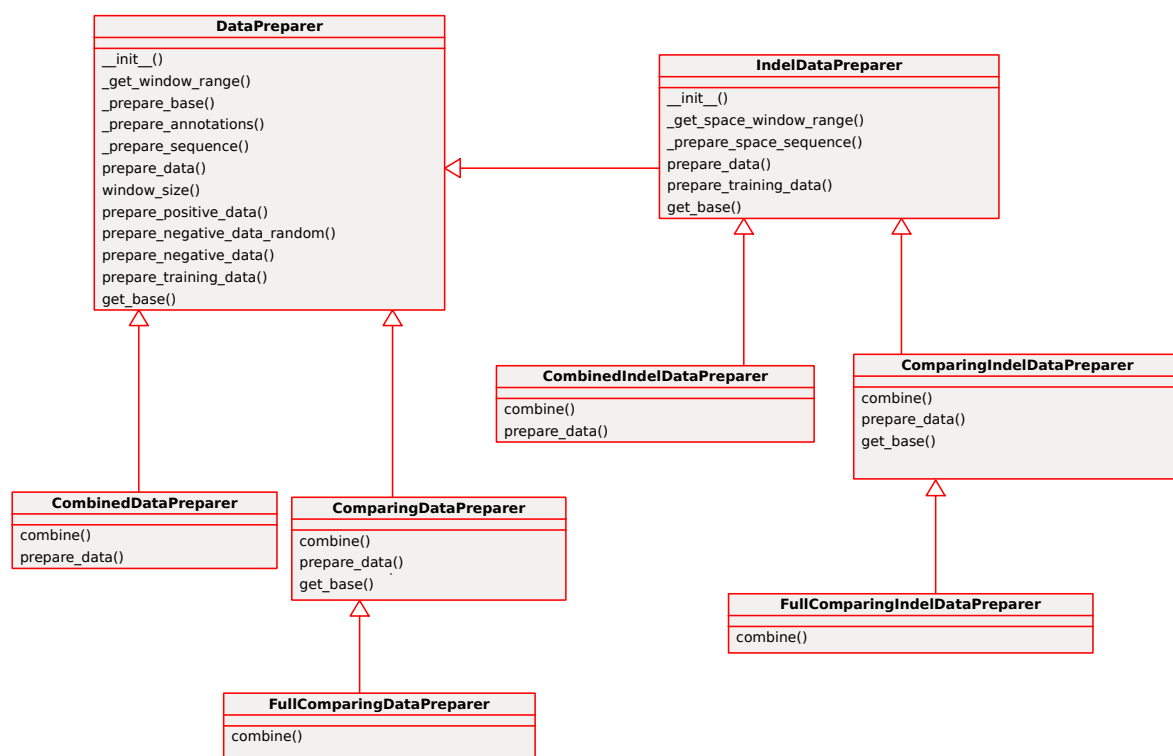 DataPreparer
__init__()
_get_window_range()
_prepare_base()
_prepare_annotations()
_prepare_sequence()
prepare_data()
window_size()
prepare_positive_data()
prepare_negative_data_random()
prepare_negative_data()
prepare_training_data()
get_base()
IndelDataPreparer
__init__()
_get_space_window_range()
_prepare_space_sequence()
prepare_data()
prepare_training_data()
get_base()
CombinedIndelDataPreparer
combine()
prepare_data()
ComparingIndelDataPreparer
combine()
prepare_data()
get_base()
CombinedDataPreparer
combine()
prepare_data()
ComparingDataPreparer
combine()
prepare_data()
get_base()
FullComparingIndelDataPreparer
combine()
FullComparingDataPreparer
combine()